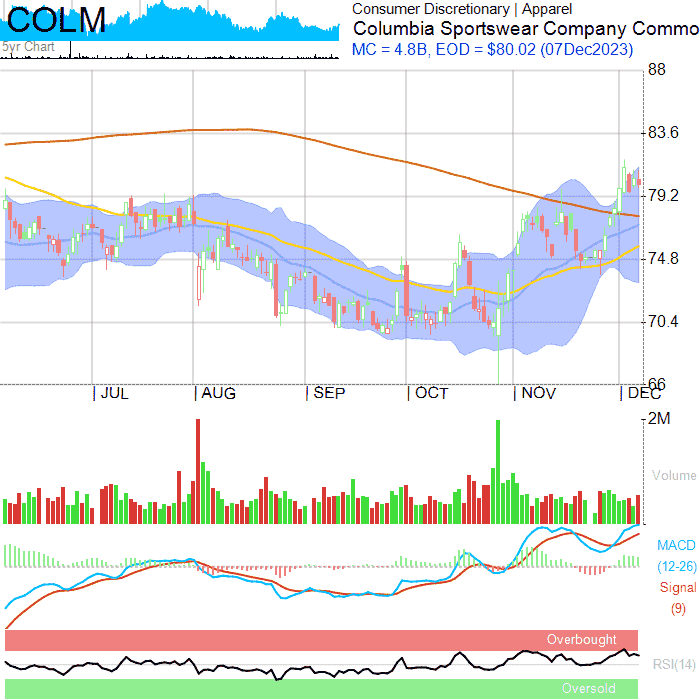 COLM
Consumer Discretionary | Apparel
Columbia Sportswear Company Commo
MC = 4.8B, EOD = $80.02 (07Dec2023)
5yr Chart
88
83.6
79.2
74.8
70.4
66
JUL AUG SEP OCT NOV DEC
2M
Volume
MACD
(12-26)
Signal
(9)
Overbought
RSI(14)
Oversold